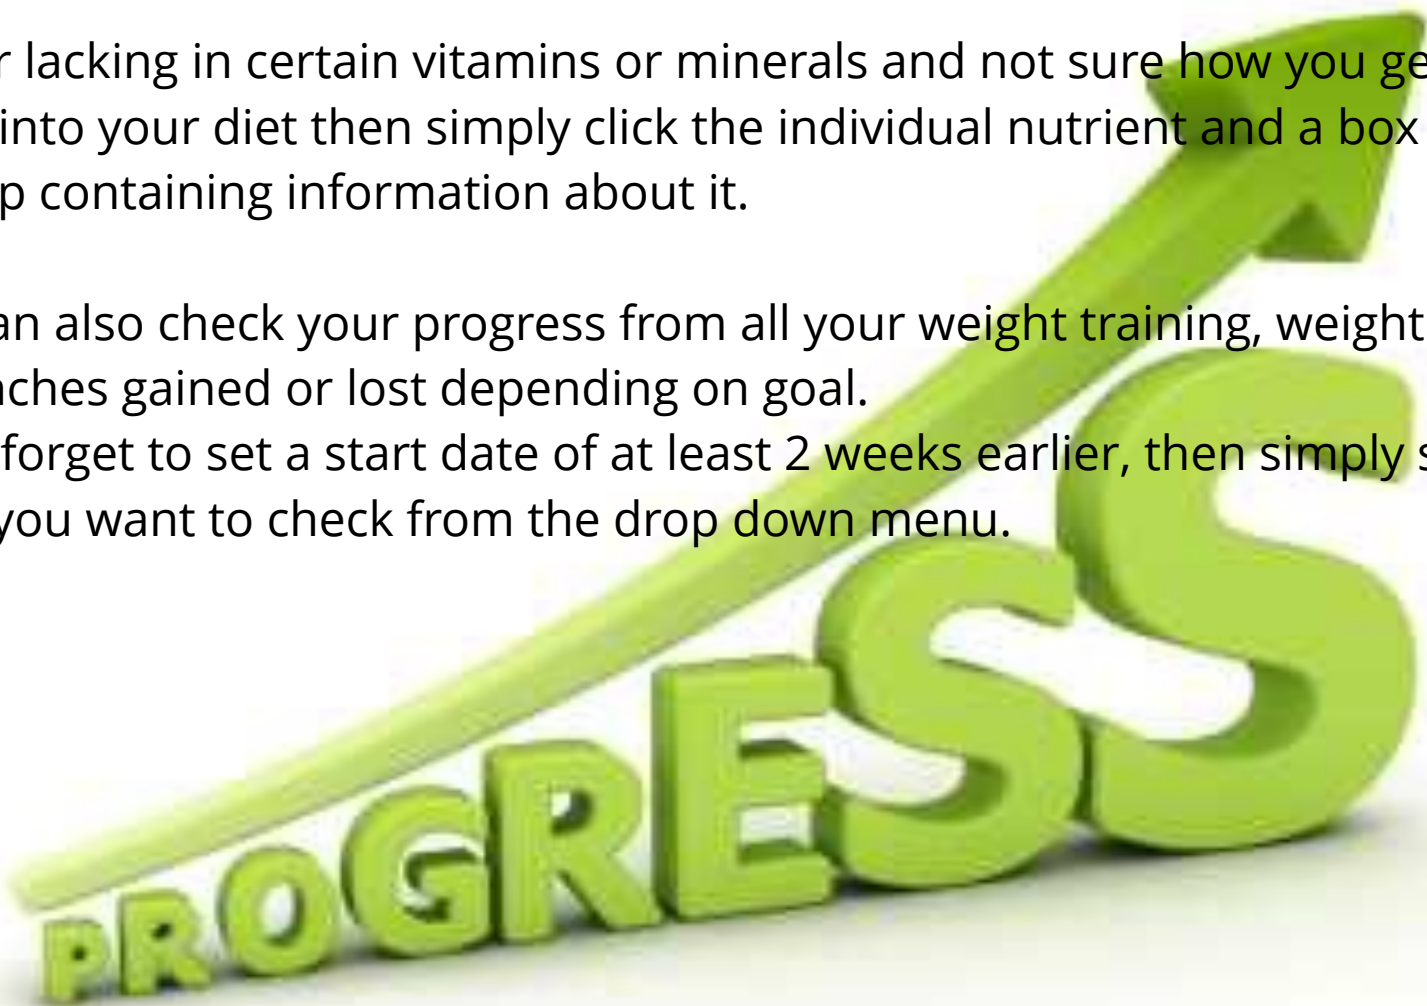 r lacking in certain vitamins or minerals and not sure how you ge
into your diet then simply click the individual nutrient and a box
p containing information about it.
an also check your progress from all your weight training, weight
nches gained or lost depending on goal.
forget to set a start date of at least 2 weeks earlier, then simply s
you want to check from the drop down menu.
PROGRESS